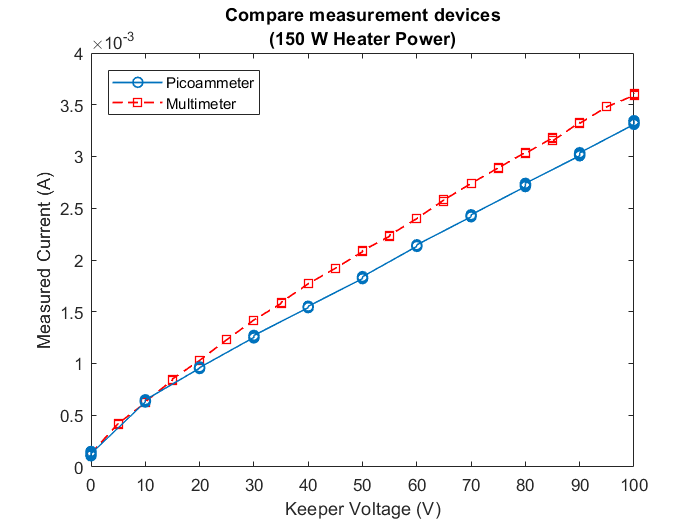 Compare measurement devices
(150 W Heater Power)
×10⁻³
4
3.5
3
2.5
2
1.5
1
0.5
0
Picoammeter
Multimeter
Measured Current (A)
0 10 20 30 40 50 60 70 80 90 100
Keeper Voltage (V)